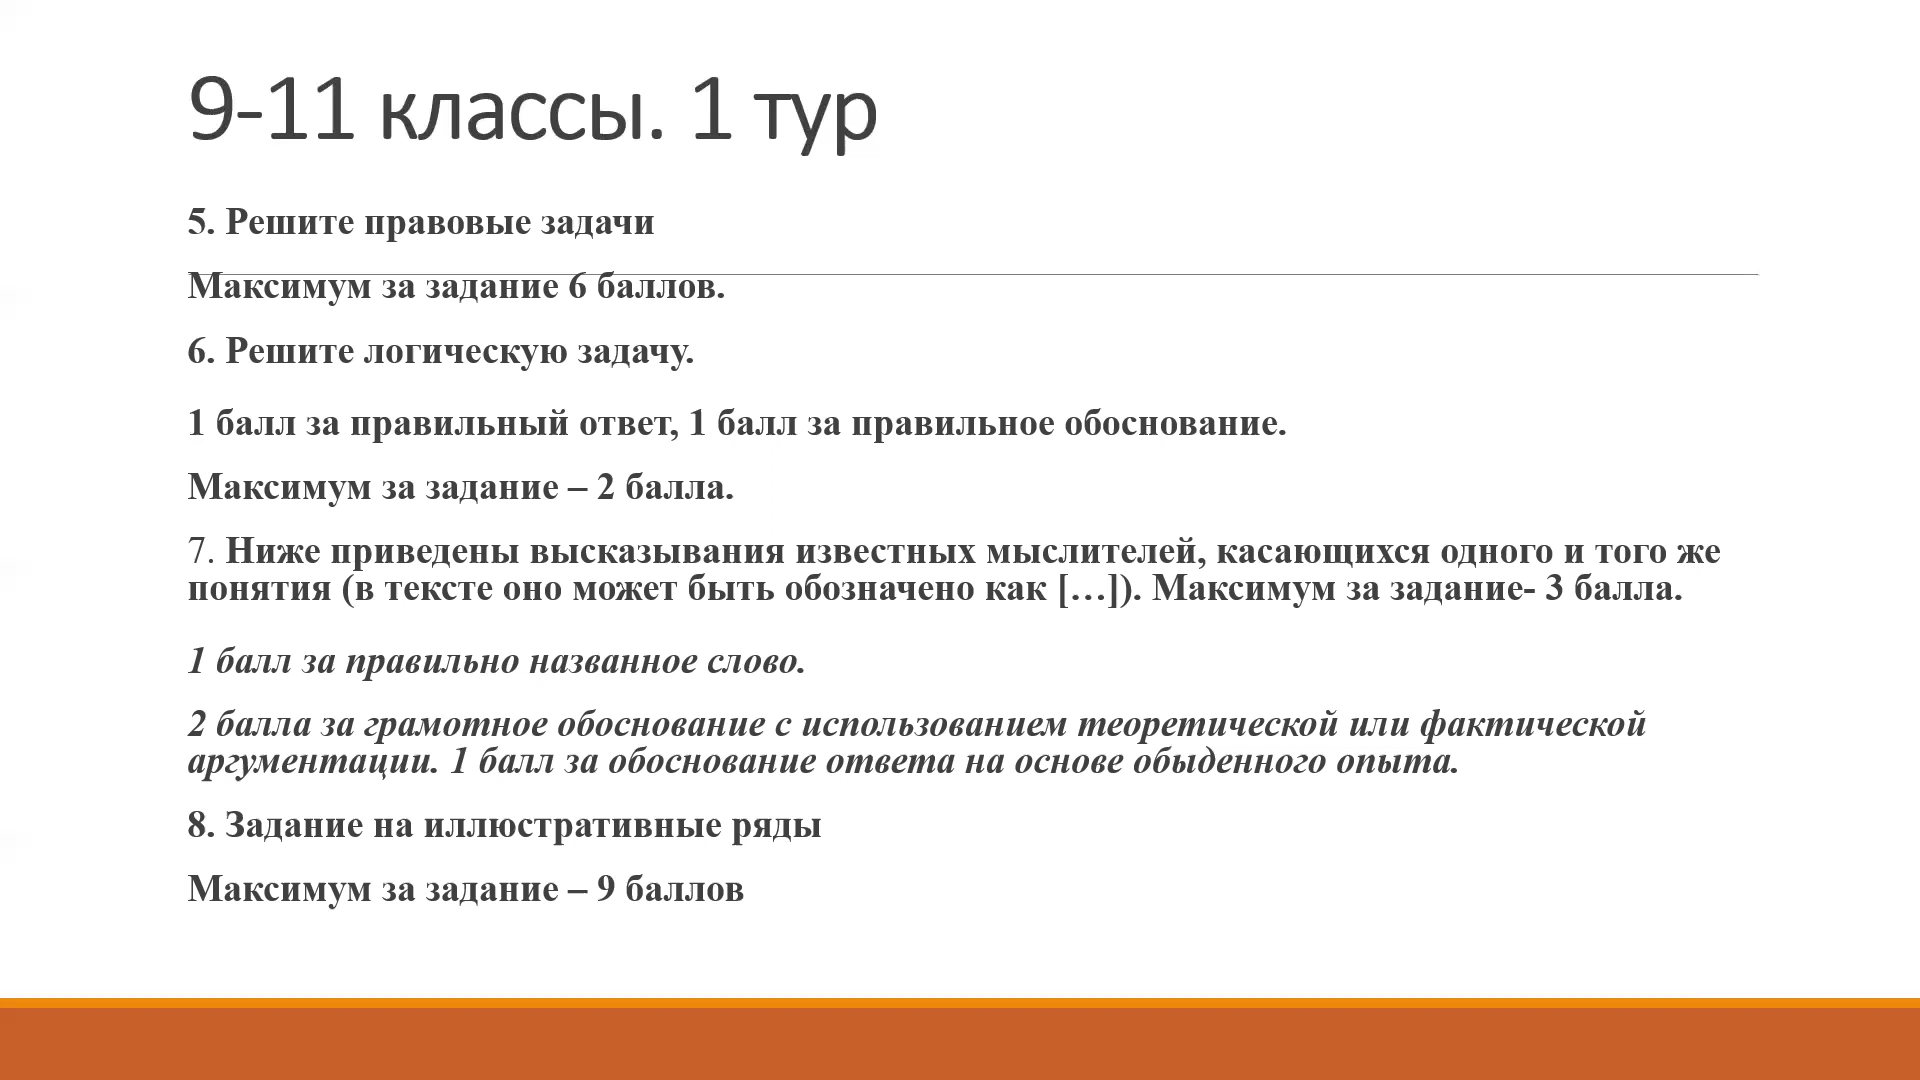 9-11 классы. 1 тур
5. Решите правовые задачи
Максимум за задание 6 баллов.
6. Решите логическую задачу.
1 балл за правильный ответ, 1 балл за правильное обоснование.
Максимум за задание – 2 балла.
7. Ниже приведены высказывания известных мыслителей, касающихся одного и того же
понятия (в тексте оно может быть обозначено как […]). Максимум за задание- 3 балла.
1 балл за правильно названное слово.
2 балла за грамотное обоснование с использованием теоретической или фактической
аргументации. 1 балл за обоснование ответа на основе обыденного опыта.
8. Задание на иллюстративные ряды
Максимум за задание – 9 баллов